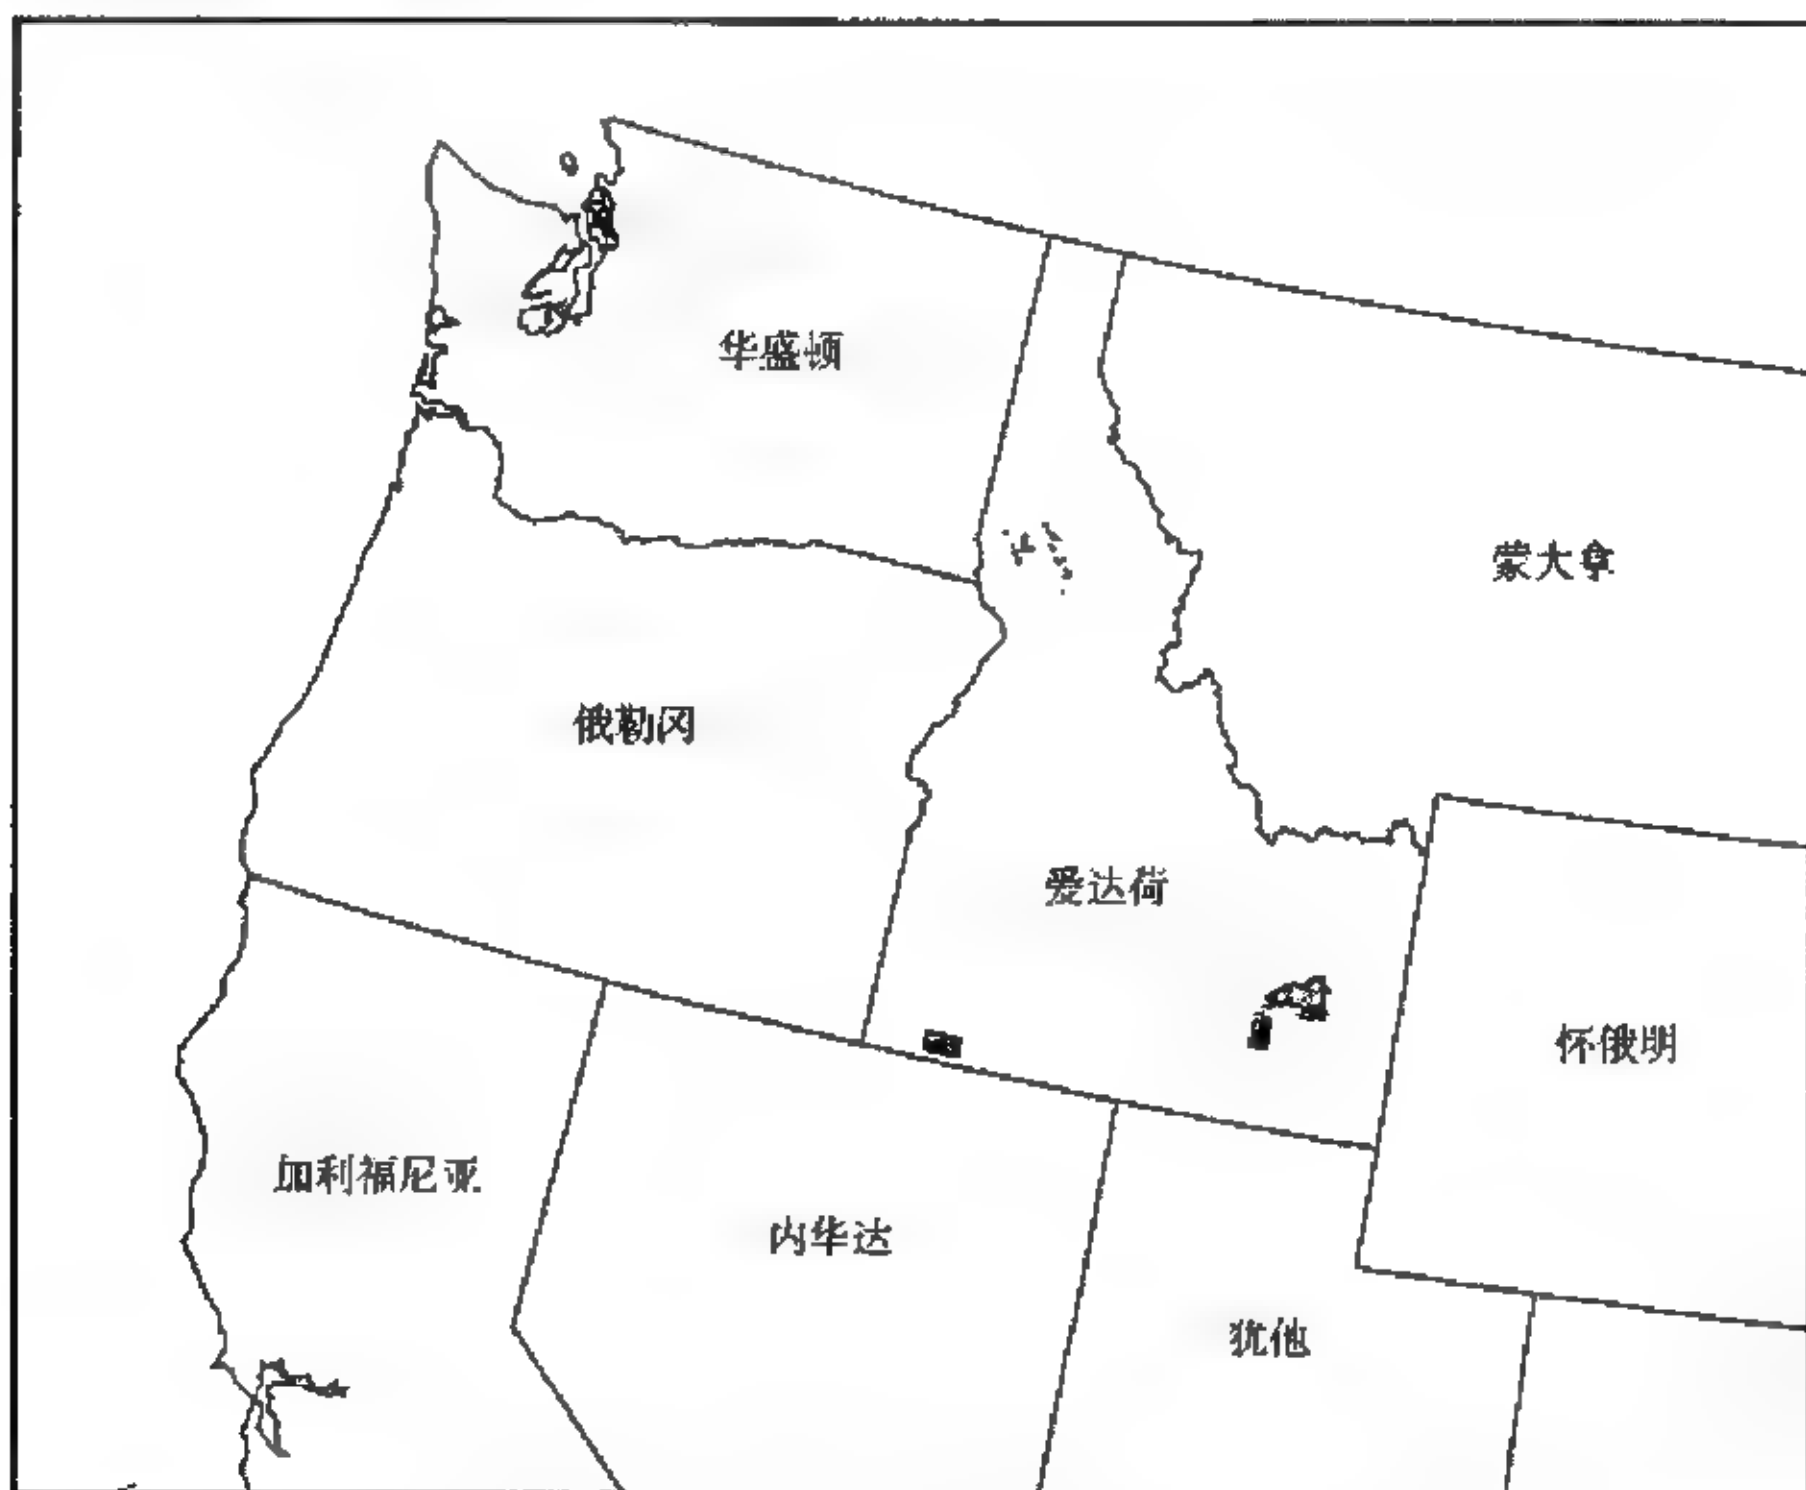 华盛顿
蒙大拿
俄勒冈
爱达荷
怀俄明
加利福尼亚
内华达
犹他